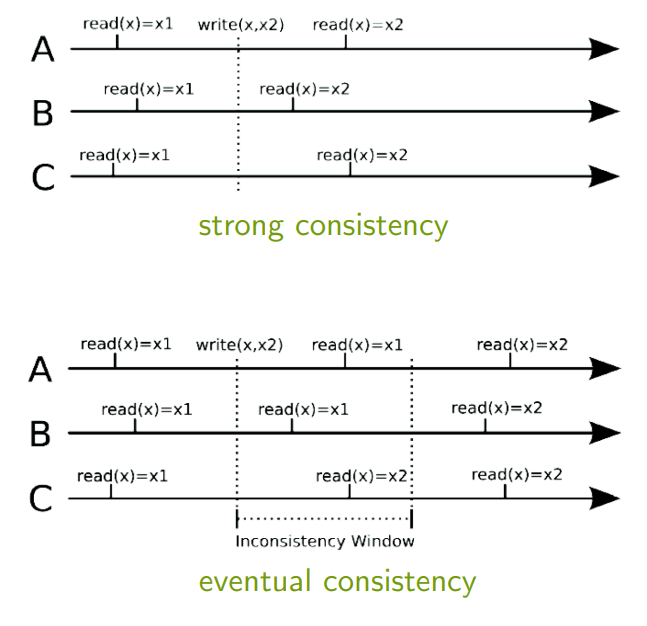 read(x)=x1 write(x,x2) read(x)=x2
A
read(x)=x1 read(x)=x2
B
read(x)=x1 read(x)=x2
C
strong consistency
read(x)=x1 write(x,x2) read(x)=x1 read(x)=x2
A
read(x)=x1 read(x)=x1 read(x)=x2
B
read(x)=x1 read(x)=x2 read(x)=x2
C
Inconsistency Window
eventual consistency